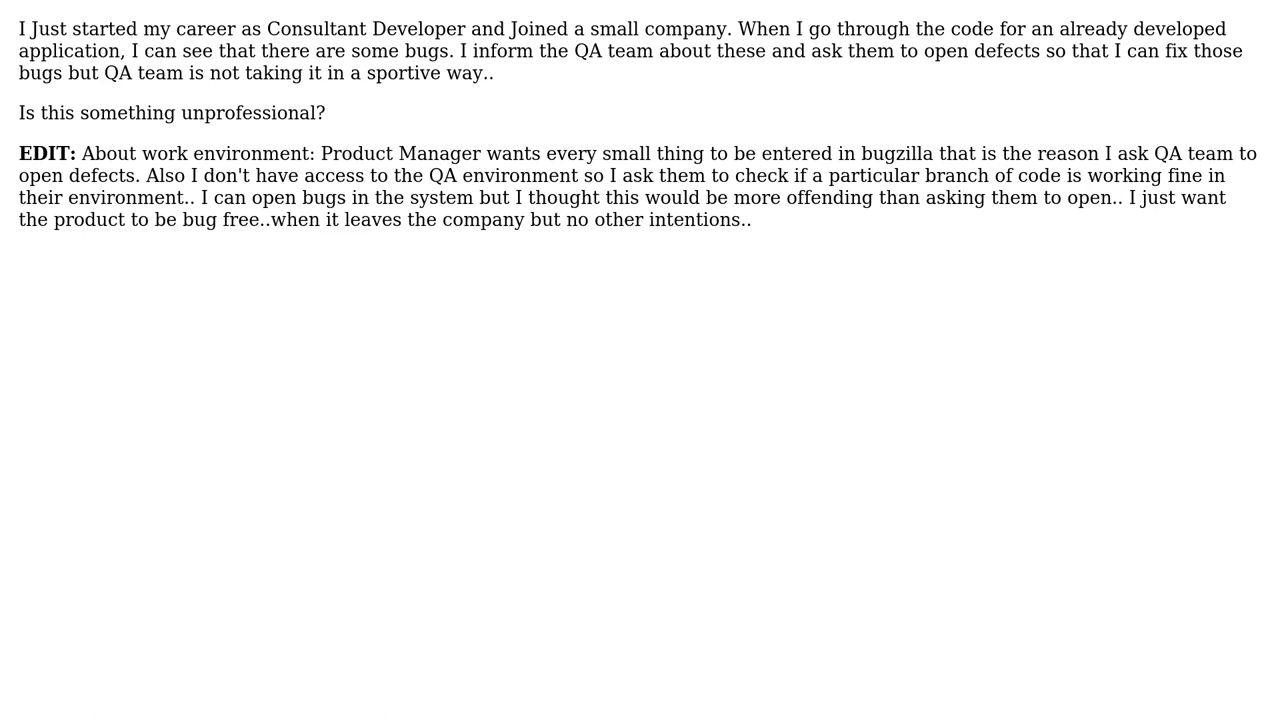 I Just started my career as Consultant Developer and Joined a small company. When I go through the code for an already developed
application, I can see that there are some bugs. I inform the QA team about these and ask them to open defects so that I can fix those
bugs but QA team is not taking it in a sportive way..
Is this something unprofessional?
EDIT: About work environment: Product Manager wants every small thing to be entered in bugzilla that is the reason I ask QA team to
open defects. Also I don't have access to the QA environment so I ask them to check if a particular branch of code is working fine in
their environment.. I can open bugs in the system but I thought this would be more offending than asking them to open.. I just want
the product to be bug free..when it leaves the company but no other intentions..